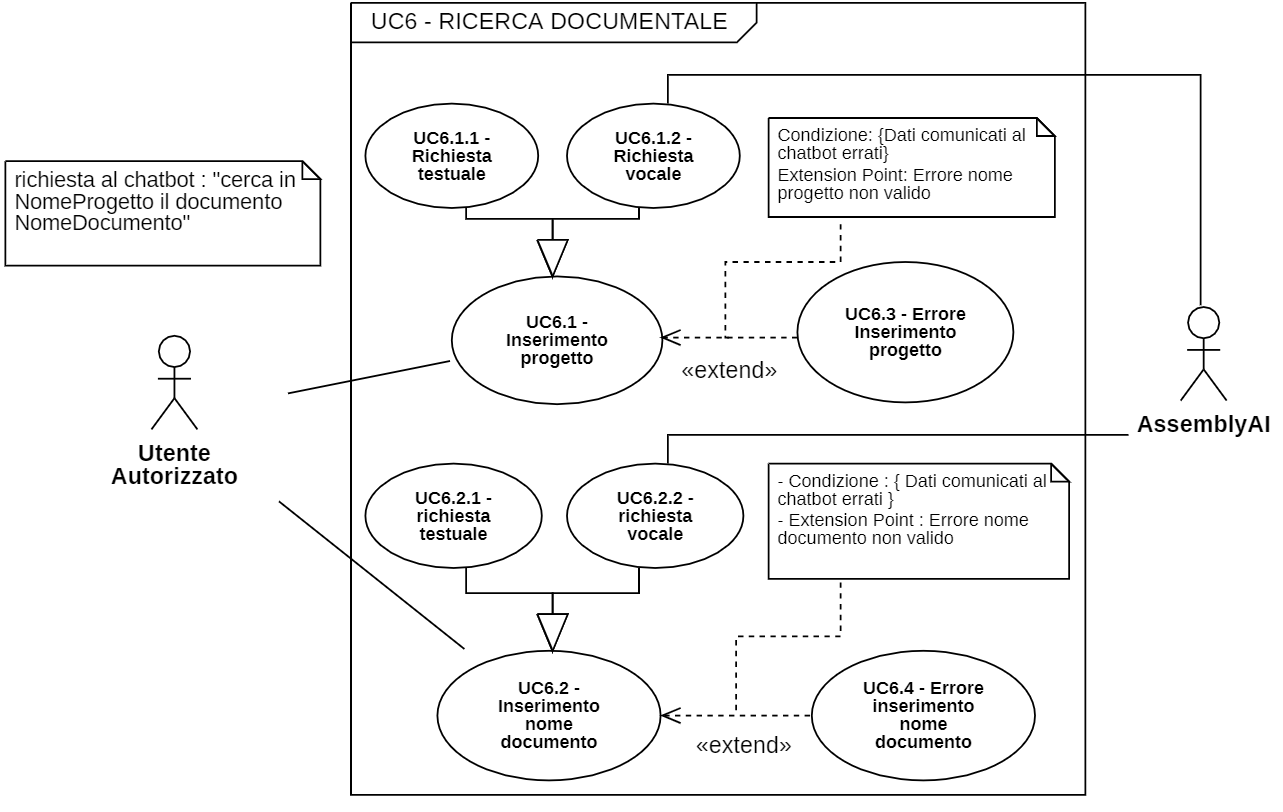 UC6 - RICERCA DOCUMENTALE
UC6.1.1 -
Richiesta
testuale
UC6.1.2 -
Richiesta
vocale
Condizione: {Dati comunicati al
chatbot errati}
Extension Point: Errore nome
progetto non valido
richiesta al chatbot : "cerca in
NomeProgetto il documento
NomeDocumento"
UC6.1 -
Inserimento
progetto
«extend»
UC6.3 - Errore
Inserimento
progetto
Utente
Autorizzato
AssemblyAI
UC6.2.1 -
richiesta
testuale
UC6.2.2 -
richiesta
vocale
- Condizione : { Dati comunicati al
chatbot errati }
- Extension Point : Errore nome
documento non valido
UC6.2 -
Inserimento
nome
documento
«extend»
UC6.4 - Errore
inserimento
nome
documento